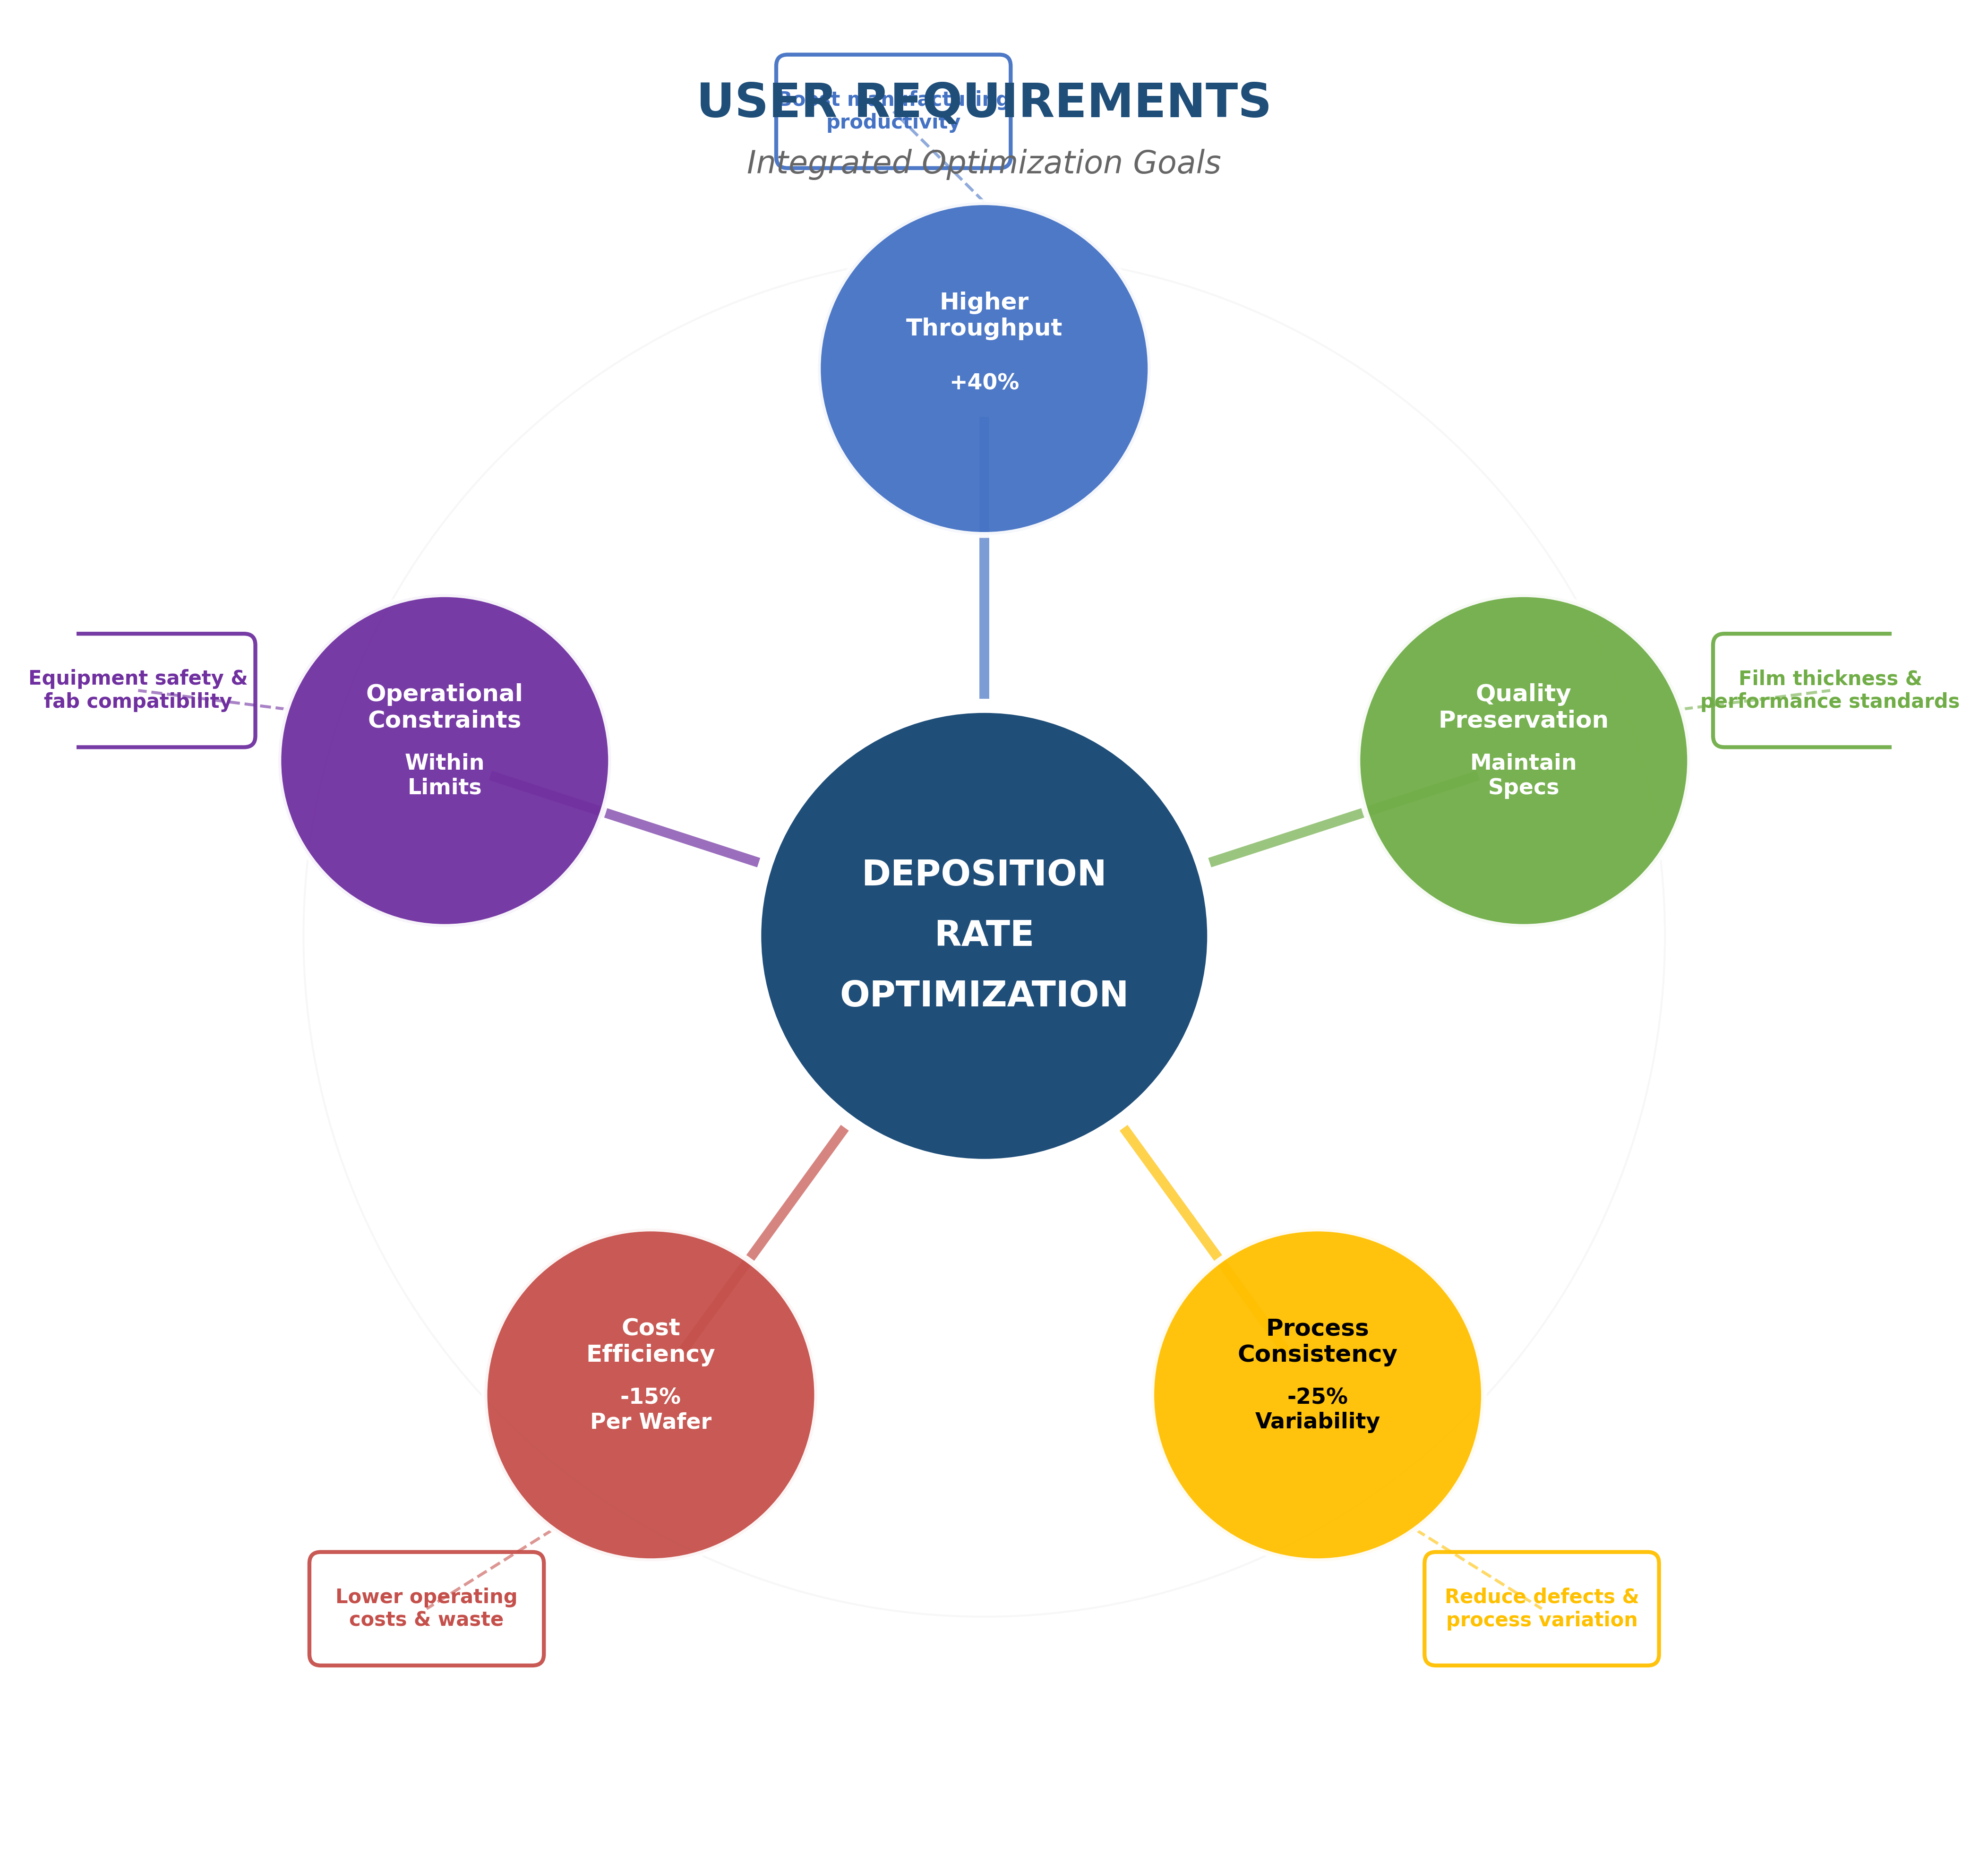 USER REQUIREMENTS
Boost manufacturing
productivity
Integrated Optimization Goals
Higher
Throughput
+40%
Equipment safety &
fab compatibility
Operational
Constraints
Within
Limits
Quality
Preservation
Maintain
Specs
Film thickness &
performance standards
DEPOSITION
RATE
OPTIMIZATION
Cost
Efficiency
-15%
Per Wafer
Process
Consistency
-25%
Variability
Lower operating
costs & waste
Reduce defects &
process variation